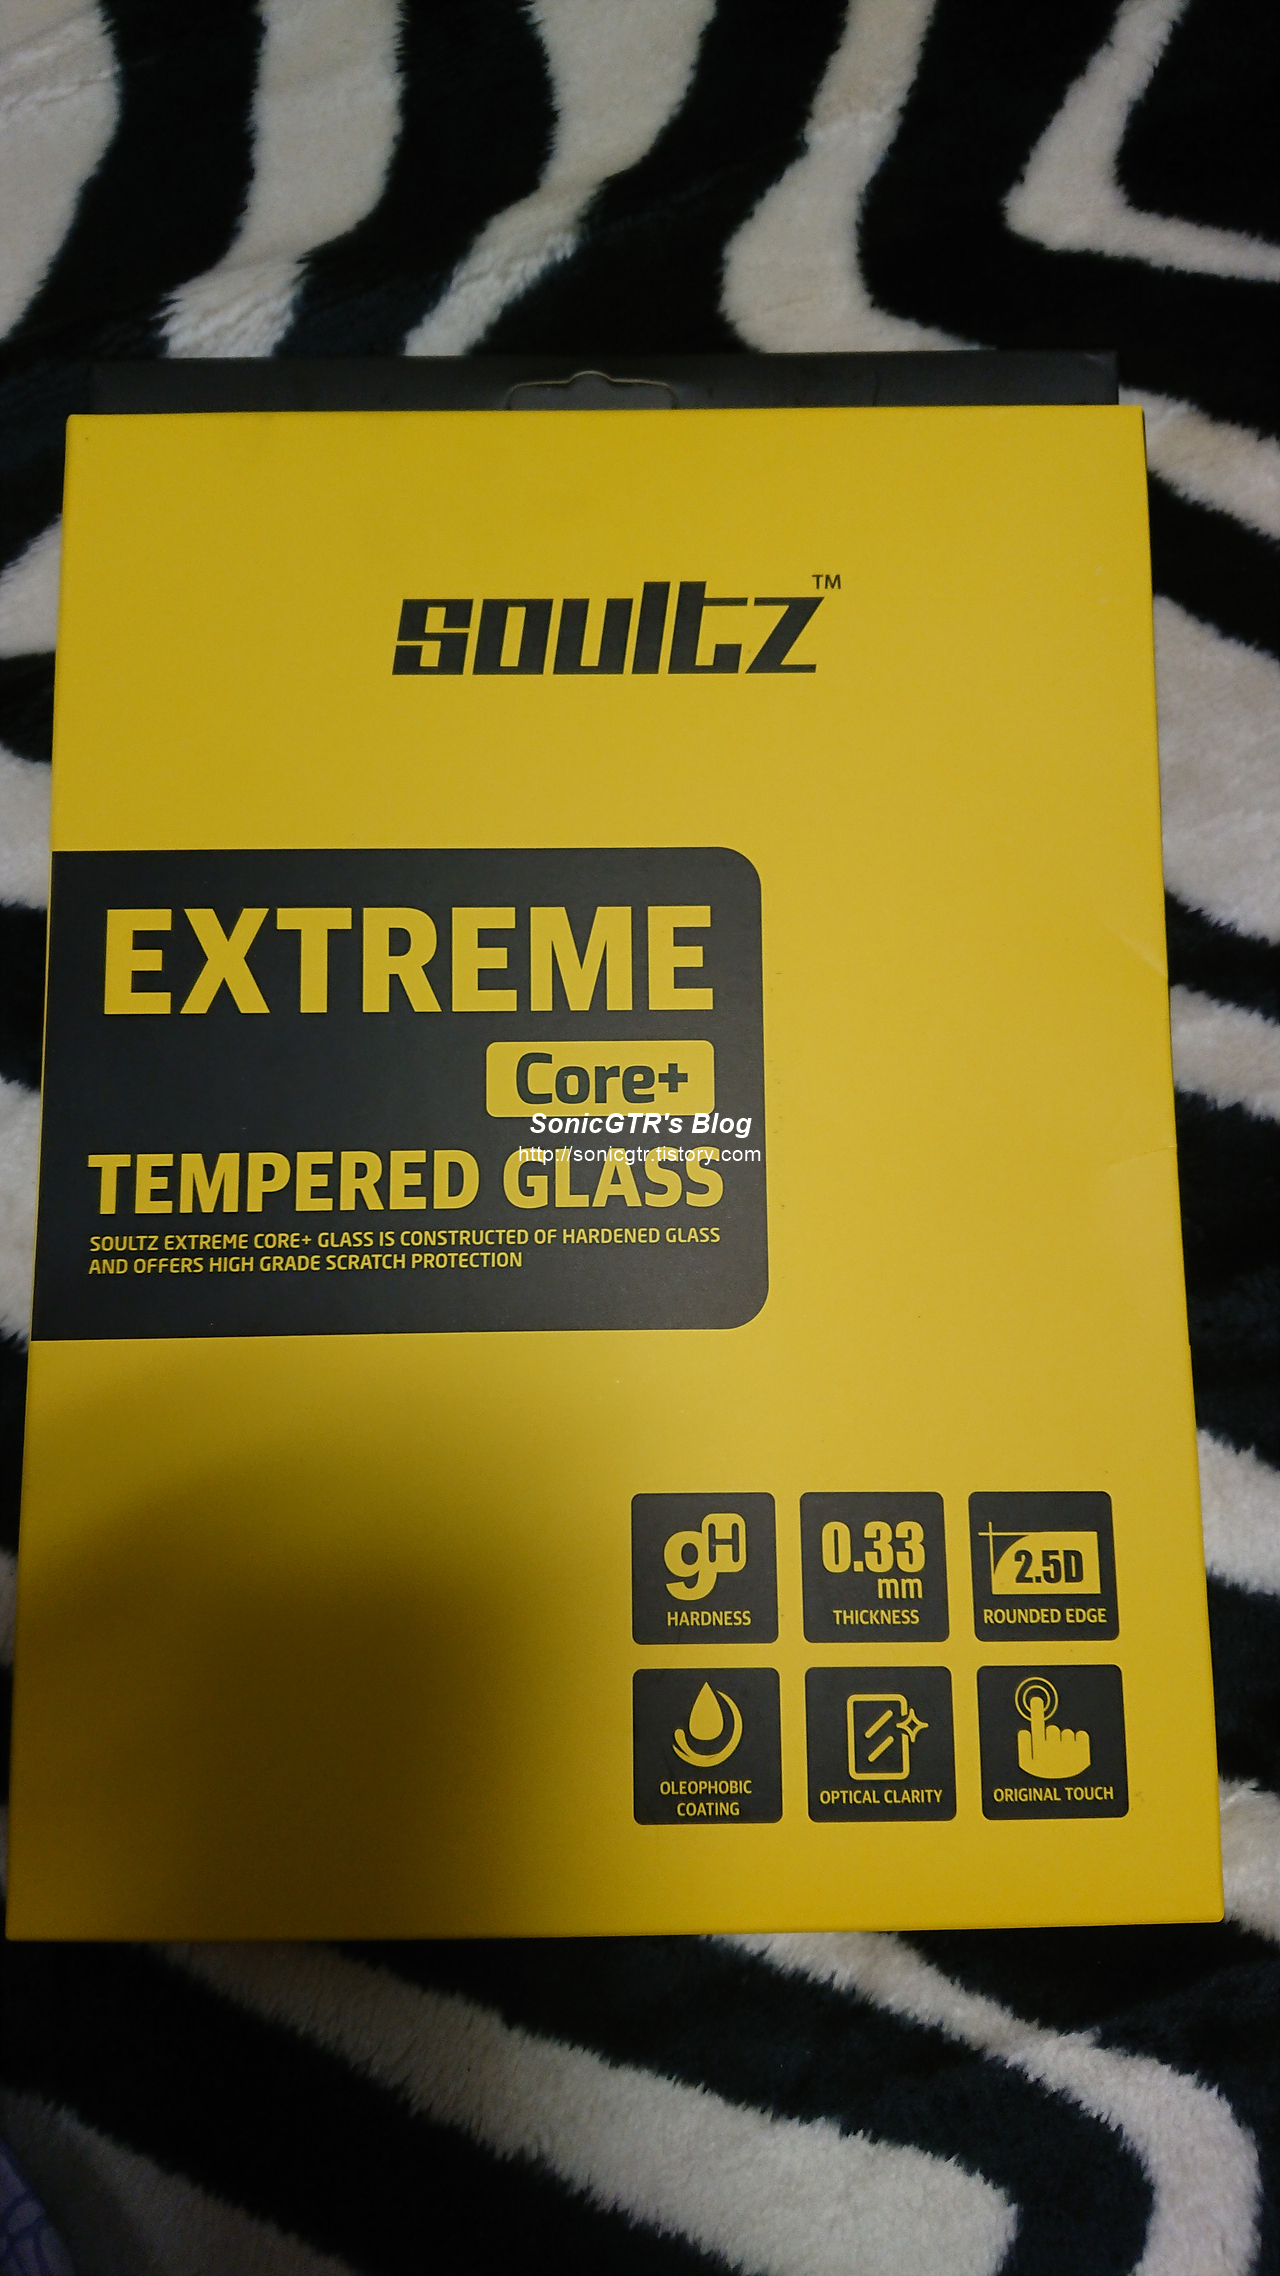 soultz™
EXTREME
Core+
SonicGTR's Blog
http://sonicgtr.tistory.com
TEMPERED GLASS
SOULTZ EXTREME CORE+ GLASS IS CONSTRUCTED OF HARDENED GLASS
AND OFFERS HIGH GRADE SCRATCH PROTECTION
9H
HARDNESS
0.33
mm
THICKNESS
2.5D
ROUNDED EDGE
OLEOPHOBIC
COATING
OPTICAL CLARITY
ORIGINAL TOUCH